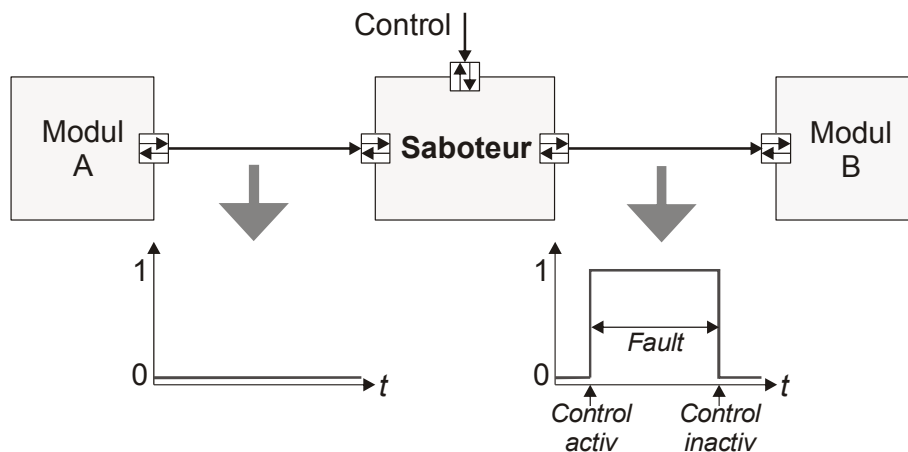 Control
Modul
A
Saboteur
Modul
B
1
0
t
1
0
Fault
t
Control
activ
Control
inactiv